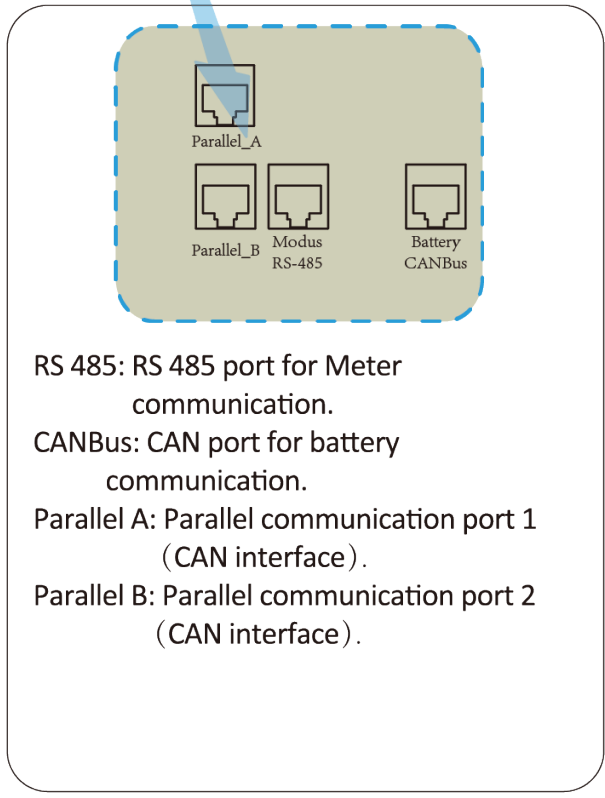 Parallel_A
Parallel_B
Modus
RS-485
Battery
CANBus
RS 485: RS 485 port for Meter
communication.
CANBus: CAN port for battery
communication.
Parallel A: Parallel communication port 1
（CAN interface）.
Parallel B: Parallel communication port 2
（CAN interface）.